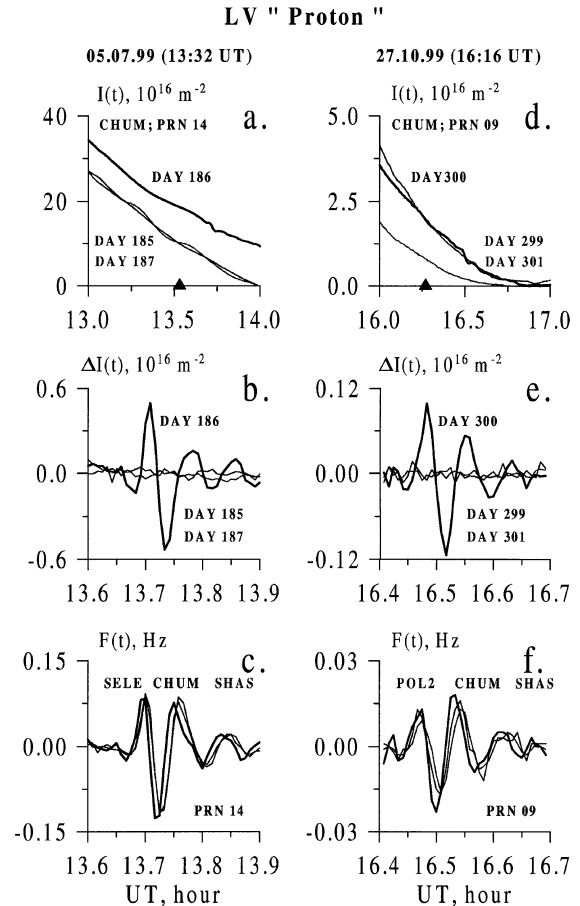 LV " Proton "
05.07.99 (13:32 UT)
27.10.99 (16:16 UT)
I(t), 10^16 m^-2
CHUM; PRN 14
a.
DAY 186
DAY 185
DAY 187
40
20
0
13.0 13.5 14.0
I(t), 10^16 m^-2
CHUM; PRN 09
d.
DAY300
DAY 299
DAY 301
5.0
2.5
0.0
16.0 16.5 17.0
ΔI(t), 10^16 m^-2
b.
DAY 186
DAY 185
DAY 187
0.6
0.0
-0.6
13.6 13.7 13.8 13.9
ΔI(t), 10^16 m^-2
e.
DAY 300
DAY 299
DAY 301
0.12
0.00
-0.12
16.4 16.5 16.6 16.7
F(t), Hz
c.
SELE CHUM SHAS
PRN 14
0.15
0.00
-0.15
13.6 13.7 13.8 13.9
UT, hour
F(t), Hz
f.
POL2 CHUM SHAS
PRN 09
0.03
0.00
-0.03
16.4 16.5 16.6 16.7
UT, hour